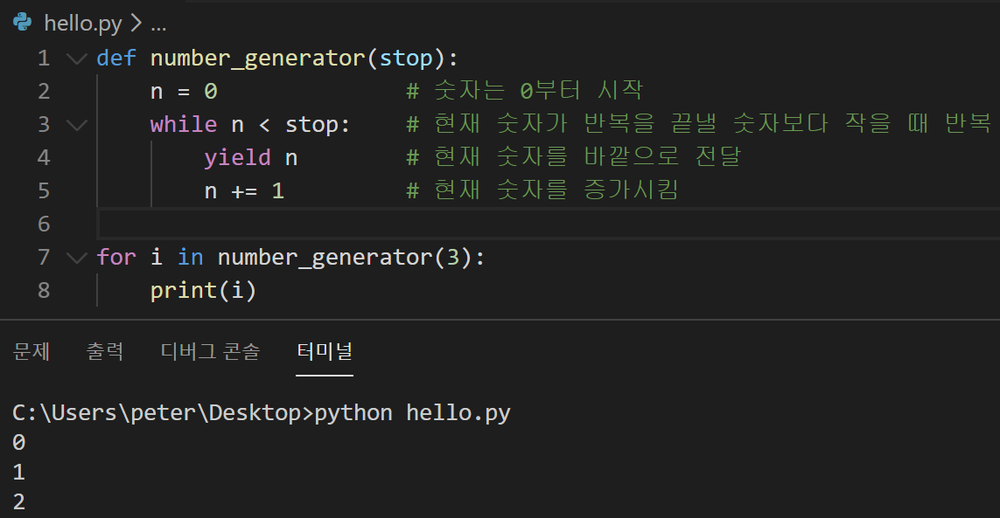 hello.py > ...
1 def number_generator(stop):
2 n = 0 # 숫자는 0부터 시작
3 while n < stop: # 현재 숫자가 반복을 끝낼 숫자보다 작을 때 반복
4 yield n # 현재 숫자를 바깥으로 전달
5 n += 1 # 현재 숫자를 증가시킴
6
7 for i in number_generator(3):
8 print(i)
문제 출력 디버그 콘솔 터미널
C:\Users\peter\Desktop>python hello.py
0
1
2